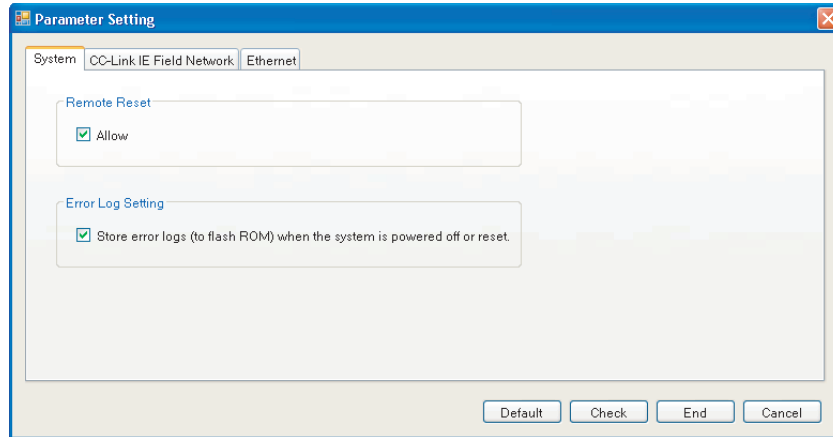 Parameter Setting
System CC-Link IE Field Network Ethernet
Remote Reset
Allow
Error Log Setting
Store error logs (to flash ROM) when the system is powered off or reset.
Default Check End Cancel